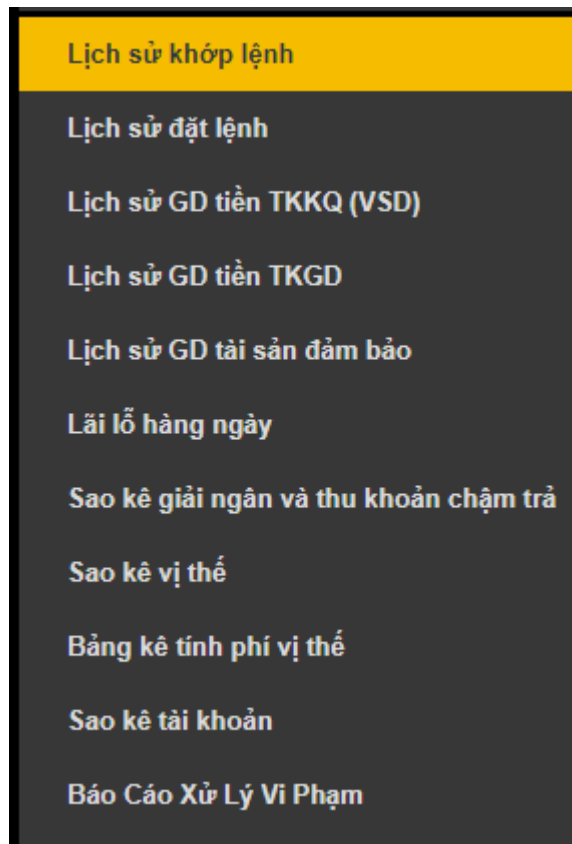 Lịch sử khớp lệnh
Lịch sử đặt lệnh
Lịch sử GD tiền TKKQ (VSD)
Lịch sử GD tiền TKGD
Lịch sử GD tài sản đảm bảo
Lãi lỗ hàng ngày
Sao kê giải ngân và thu khoản chậm trả
Sao kê vị thế
Bảng kê tính phí vị thế
Sao kê tài khoản
Báo Cáo Xử Lý Vi Phạm